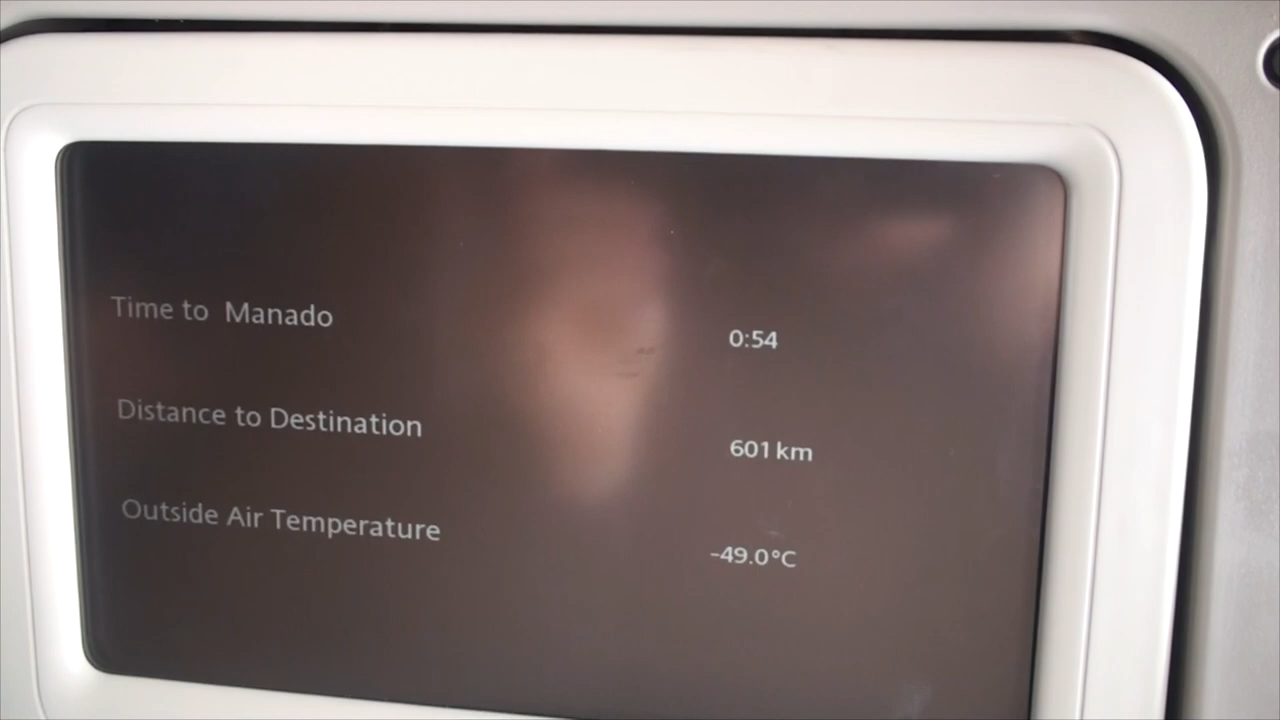 Time to Manado 0:54
Distance to Destination 601 km
Outside Air Temperature -49.0°C